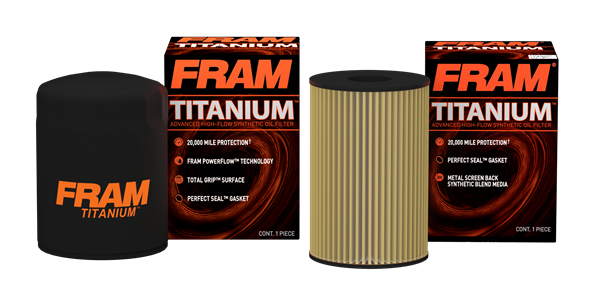 FRAM
TITANIUM™
TITANIUM
FRAM
TITANIUM™
ADVANCED HIGH-FLOW SYNTHETIC OIL FILTER
20,000 MILE PROTECTION†
FRAM POWERFLOW™ TECHNOLOGY
TOTAL GRIP™ SURFACE
PERFECT SEAL™ GASKET
CONT. 1 PIECE
TITANIUM
FRAM®
TITANIUM™
ADVANCED HIGH-FLOW SYNTHETIC OIL FILTER
20,000 MILE PROTECTION†
PERFECT SEAL™ GASKET
METAL SCREEN BACK
SYNTHETIC BLEND MEDIA
CONT. 1 PIECE